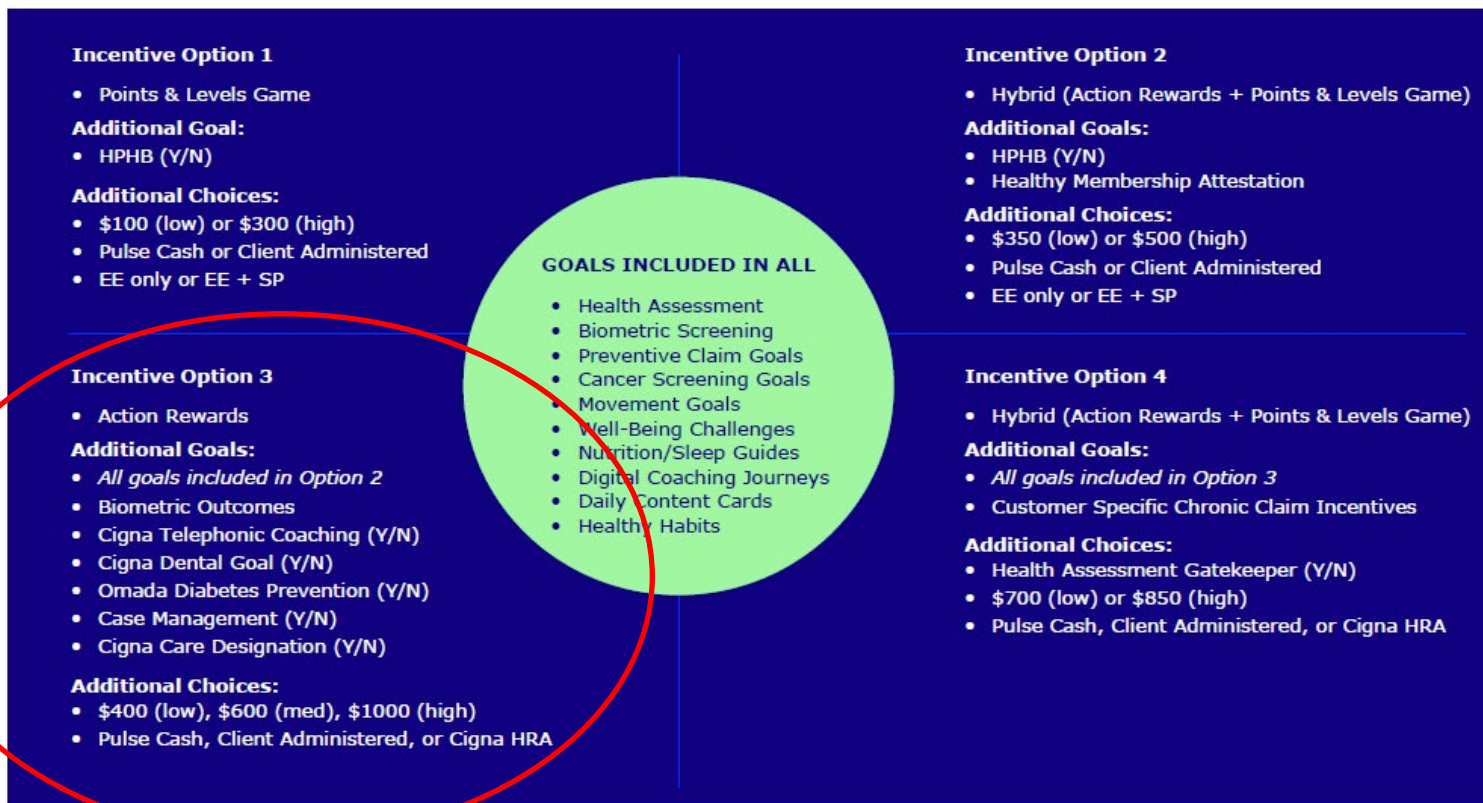 Incentive Option 1
• Points & Levels Game
Additional Goal:
• HPHB (Y/N)
Additional Choices:
• $100 (low) or $300 (high)
• Pulse Cash or Client Administered
• EE only or EE + SP
Incentive Option 2
• Hybrid (Action Rewards + Points & Levels Game)
Additional Goals:
• HPHB (Y/N)
• Healthy Membership Attestation
Additional Choices:
• $350 (low) or $500 (high)
• Pulse Cash or Client Administered
• EE only or EE + SP
GOALS INCLUDED IN ALL
• Health Assessment
• Biometric Screening
• Preventive Claim Goals
• Cancer Screening Goals
• Movement Goals
• Well-Being Challenges
• Nutrition/Sleep Guides
• Digital Coaching Journeys
• Daily Content Cards
• Healthy Habits
Incentive Option 3
• Action Rewards
Additional Goals:
• All goals included in Option 2
• Biometric Outcomes
• Cigna Telephonic Coaching (Y/N)
• Cigna Dental Goal (Y/N)
• Omada Diabetes Prevention (Y/N)
• Case Management (Y/N)
• Cigna Care Designation (Y/N)
Additional Choices:
• $400 (low), $600 (med), $1000 (high)
• Pulse Cash, Client Administered, or Cigna HRA
Incentive Option 4
• Hybrid (Action Rewards + Points & Levels Game)
Additional Goals:
• All goals included in Option 3
• Customer Specific Chronic Claim Incentives
Additional Choices:
• Health Assessment Gatekeeper (Y/N)
• $700 (low) or $850 (high)
• Pulse Cash, Client Administered, or Cigna HRA